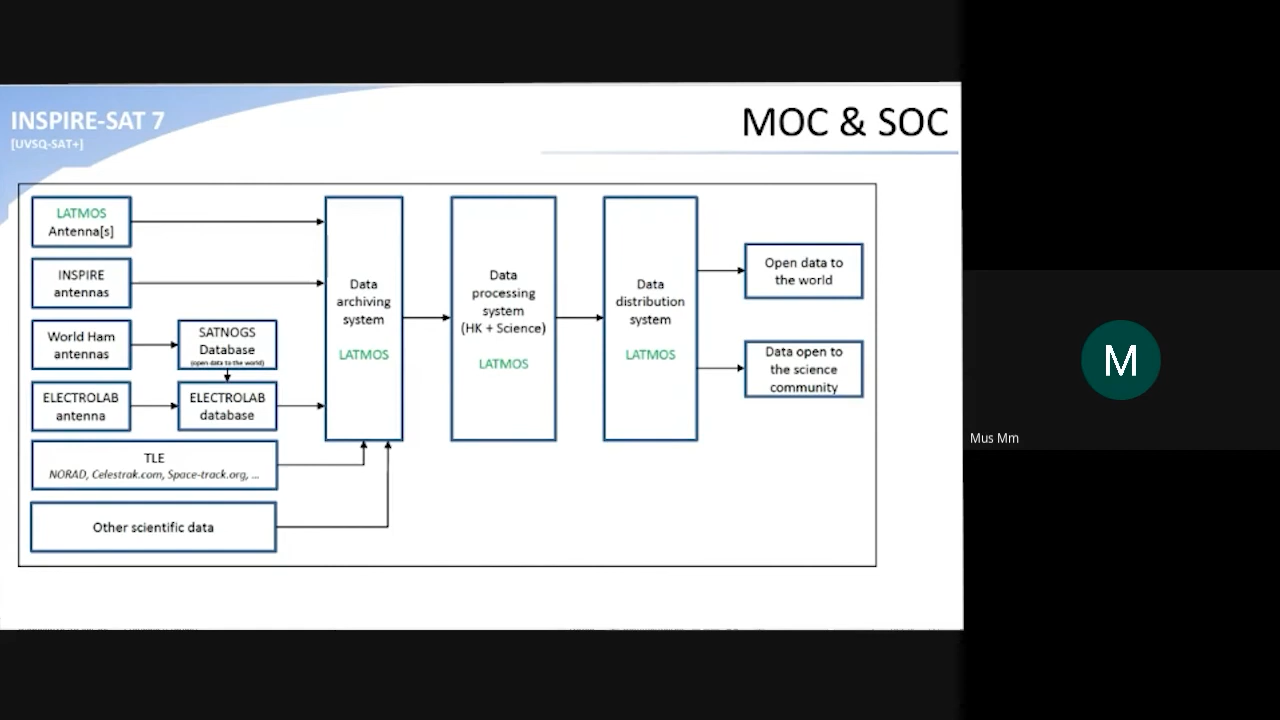 INSPIRE-SAT 7
[UVSQ-SAT+]
MOC & SOC
LATMOS
Antenna[s]
INSPIRE
antennas
World Ham
antennas
SATNOGS
Database
(open data to the world)
ELECTROLAB
antenna
ELECTROLAB
database
TLE
NORAD, Celestrak.com, Space-track.org, ...
Other scientific data
Data
archiving
system
LATMOS
Data
processing
system
(HK + Science)
LATMOS
Data
distribution
system
LATMOS
Open data to
the world
Data open to
the science
community
M
Mus Mm